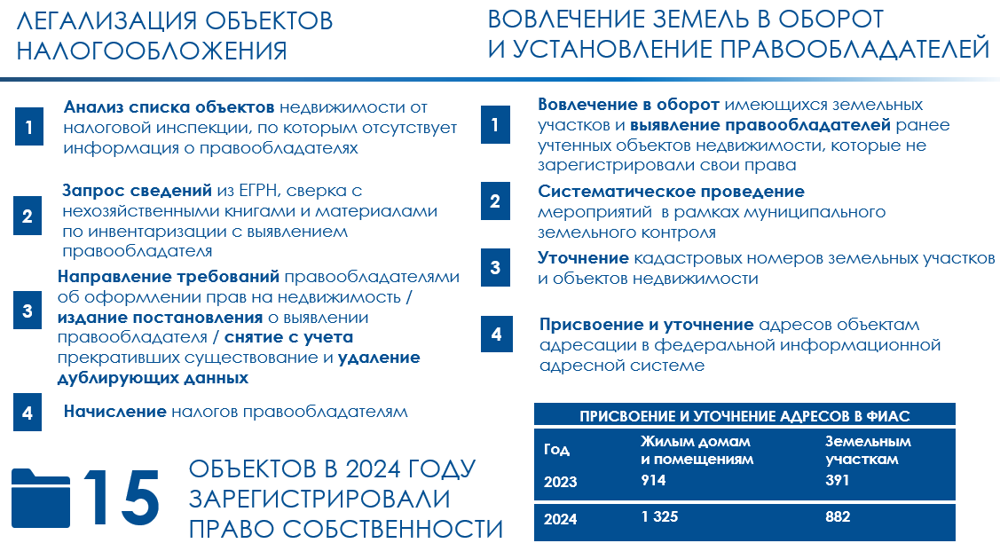 ЛЕГАЛИЗАЦИЯ ОБЪЕКТОВ
НАЛОГООБЛОЖЕНИЯ
1
Анализ списка объектов недвижимости от
налоговой инспекции, по которым отсутствует
информация о правообладателях
2
Запрос сведений из ЕГРН, сверка с
нехозяйственными книгами и материалами
по инвентаризации с выявлением
правообладателя
3
Направление требований правообладателями
об оформлении прав на недвижимость /
издание постановления о выявлении
правообладателя / снятие с учета
прекративших существование и удаление
дублирующих данных
4
Начисление налогов правообладателям
15
ОБЪЕКТОВ В 2024 ГОДУ
ЗАРЕГИСТРИРОВАЛИ
ПРАВО СОБСТВЕННОСТИ
ВОВЛЕЧЕНИЕ ЗЕМЕЛЬ В ОБОРОТ
И УСТАНОВЛЕНИЕ ПРАВООБЛАДАТЕЛЕЙ
1
Вовлечение в оборот имеющихся земельных
участков и выявление правообладателей ранее
учтенных объектов недвижимости, которые не
зарегистрировали свои права
2
Систематическое проведение
мероприятий в рамках муниципального
земельного контроля
3
Уточнение кадастровых номеров земельных участков
и объектов недвижимости
4
Присвоение и уточнение адресов объектам
адресации в федеральной информационной
адресной системе
ПРИСВОЕНИЕ И УТОЧНЕНИЕ АДРЕСОВ В ФИАС
Год Жилым домам и помещениям Земельным участкам
2023 914 391
2024 1 325 882